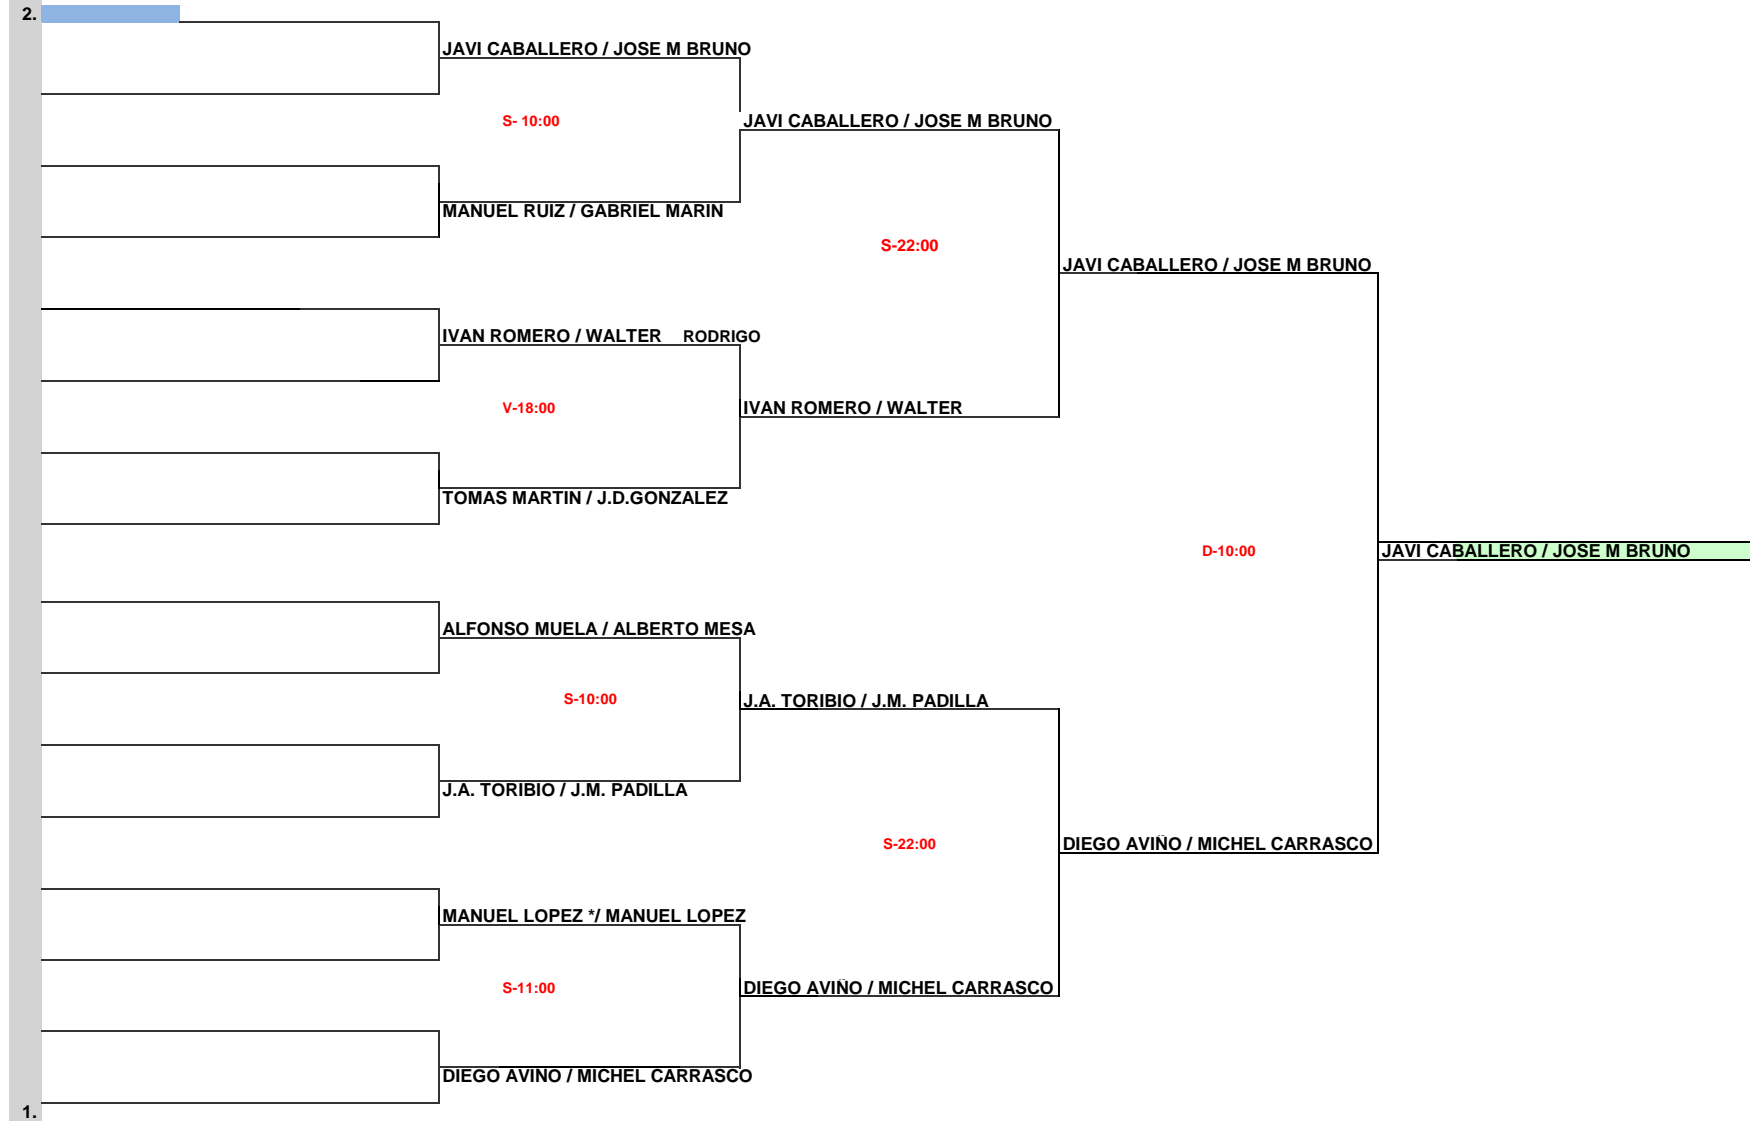 2.
JAVI CABALLERO / JOSE M BRUNO
S- 10:00
JAVI CABALLERO / JOSE M BRUNO
MANUEL RUIZ / GABRIEL MARIN
S-22:00
JAVI CABALLERO / JOSE M BRUNO
IVAN ROMERO / WALTER RODRIGO
V-18:00
IVAN ROMERO / WALTER
TOMAS MARTIN / J.D.GONZALEZ
D-10:00
JAVI CABALLERO / JOSE M BRUNO
ALFONSO MUELA / ALBERTO MESA
S-10:00
J.A. TORIBIO / J.M. PADILLA
J.A. TORIBIO / J.M. PADILLA
S-22:00
DIEGO AVIÑO / MICHEL CARRASCO
MANUEL LOPEZ */ MANUEL LOPEZ
S-11:00
DIEGO AVIÑO / MICHEL CARRASCO
DIEGO AVIÑO / MICHEL CARRASCO
1.